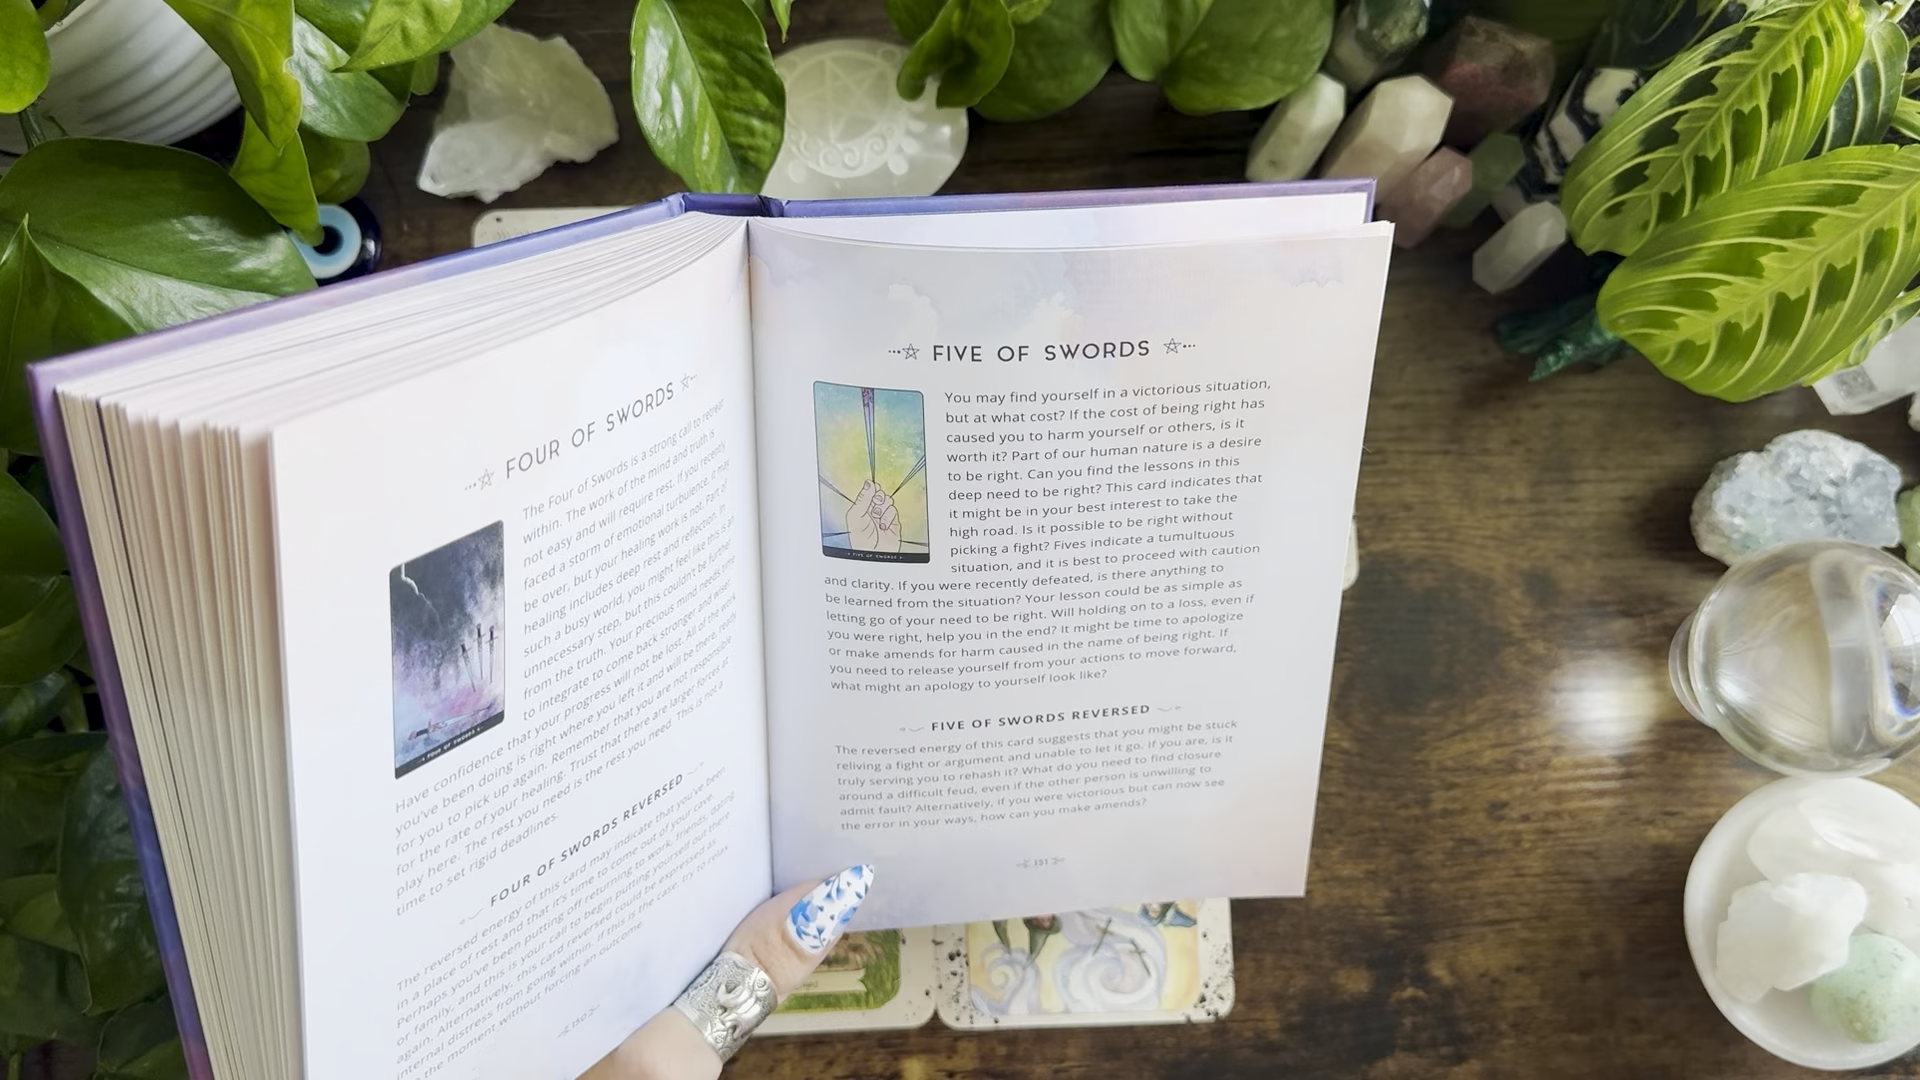 FOUR OF SWORDS
The Four of Swords is a strong call to retreat
within. The work of the mind and truth is
not easy and will require rest. If you recently
faced a storm of emotional turbulence, it may
be over, but your healing work is not. Part of
healing includes deep rest and reflection. In
such a busy world, you might feel like this is an
unnecessary step, but this couldn't be further
from the truth. Your precious mind needs time
to integrate to come back stronger and wiser.
Have confidence that your progress will not be lost. All of the work
you've been doing is right where you left it and will be there, ready
for you to pick up again. Remember that you are not responsible
for the rate of your healing. Trust that there are larger forces at
play here. The rest you need is the rest you need. This is not a
time to set rigid deadlines.
FOUR OF SWORDS REVERSED
The reversed energy of this card may indicate that you've been
in a place of rest and that it's time to come out of your cave.
Perhaps you've been putting off returning to work, friends, dating
or family, and this is your call to begin putting yourself out there
again. Alternatively, this card reversed could be expressed as
internal distress from going within. If this is the case, try to relax
the moment without forcing an outcome.
130
FOUR OF SWORDS
FIVE OF SWORDS
You may find yourself in a victorious situation,
but at what cost? If the cost of being right has
caused you to harm yourself or others, is it
worth it? Part of our human nature is a desire
to be right. Can you find the lessons in this
deep need to be right? This card indicates that
it might be in your best interest to take the
high road. Is it possible to be right without
picking a fight? Fives indicate a tumultuous
situation, and it is best to proceed with caution
and clarity. If you were recently defeated, is there anything to
be learned from the situation? Your lesson could be as simple as
letting go of your need to be right. Will holding on to a loss, even if
you were right, help you in the end? It might be time to apologize
or make amends for harm caused in the name of being right. If
you need to release yourself from your actions to move forward,
what might an apology to yourself look like?
FIVE OF SWORDS
FIVE OF SWORDS REVERSED
The reversed energy of this card suggests that you might be stuck
reliving a fight or argument and unable to let it go. If you are, is it
truly serving you to rehash it? What do you need to find closure
around a difficult feud, even if the other person is unwilling to
admit fault? Alternatively, if you were victorious but can now see
the error in your ways, how can you make amends?
131